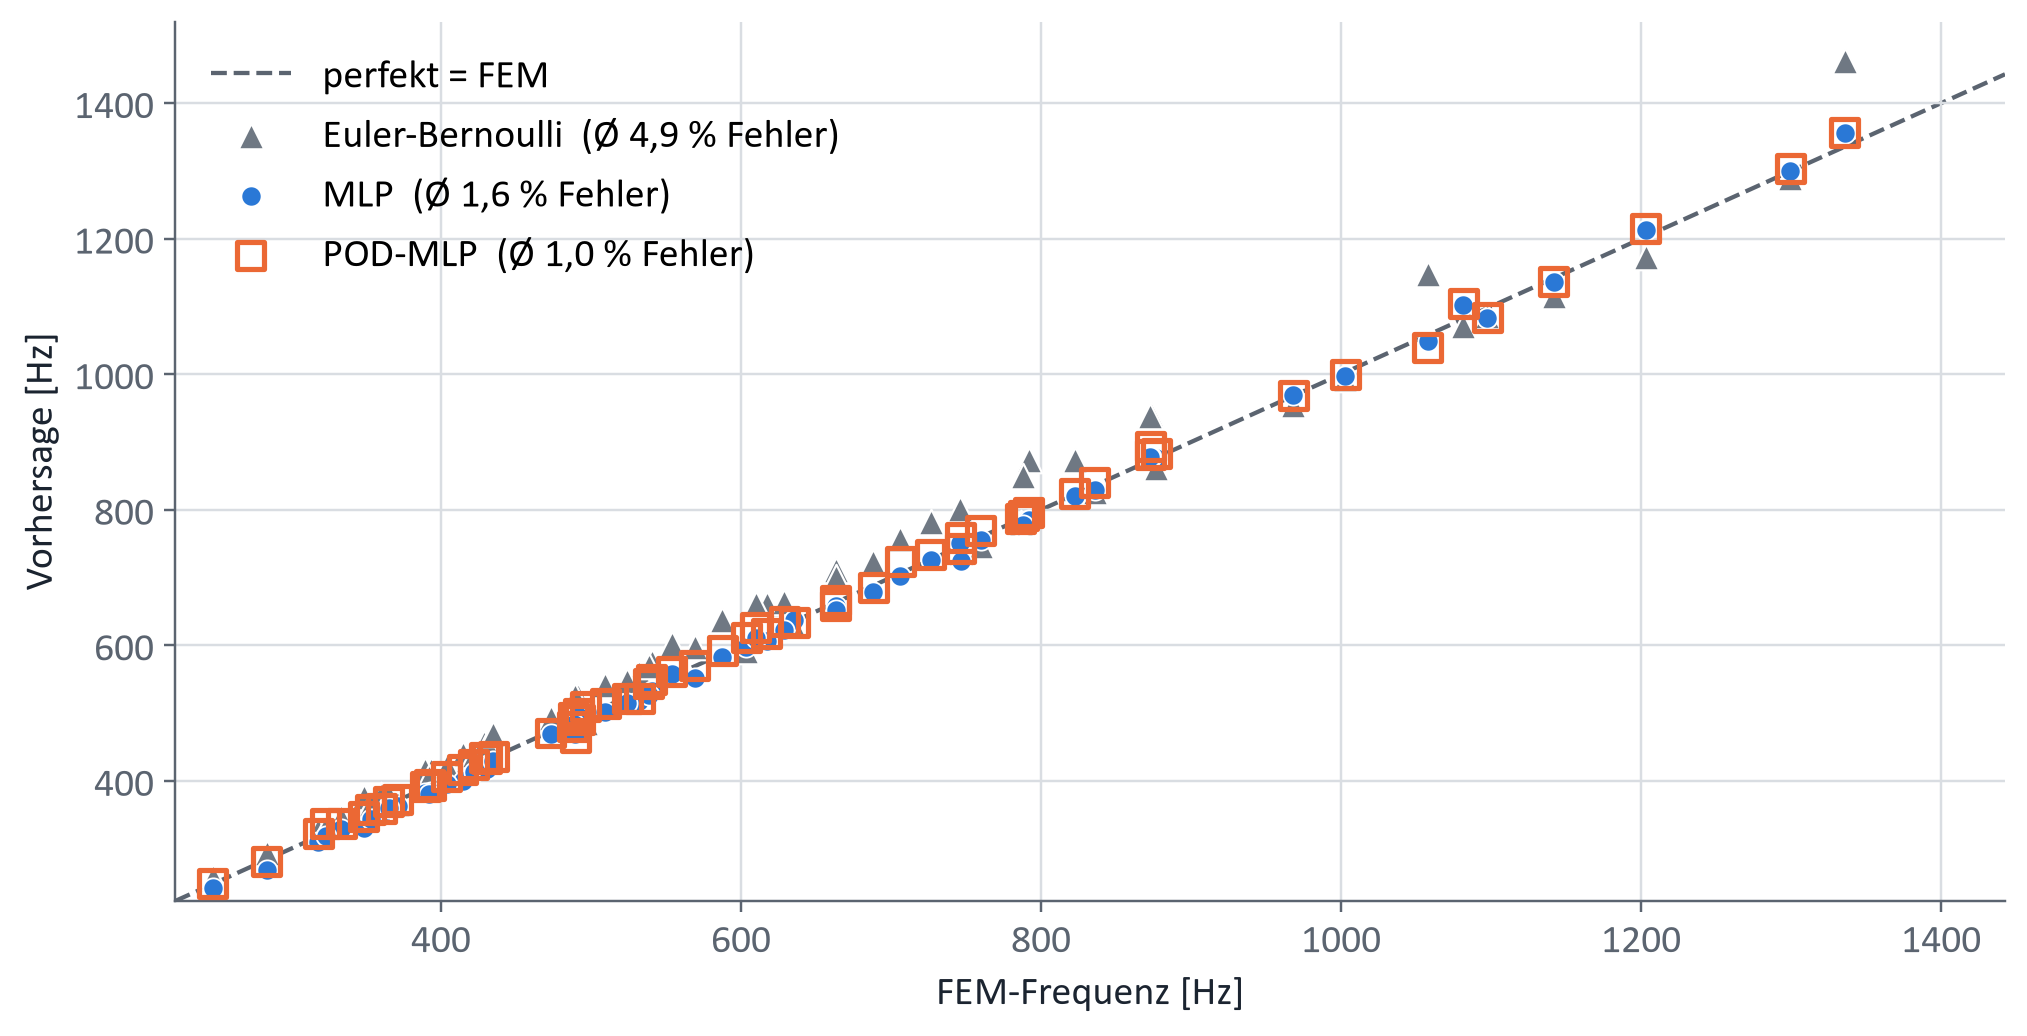 perfekt = FEM
Euler-Bernoulli (Ø 4,9 % Fehler)
MLP (Ø 1,6 % Fehler)
POD-MLP (Ø 1,0 % Fehler)
Vorhersage [Hz]
1400
1200
1000
800
600
400
400 600 800 1000 1200 1400
FEM-Frequenz [Hz]